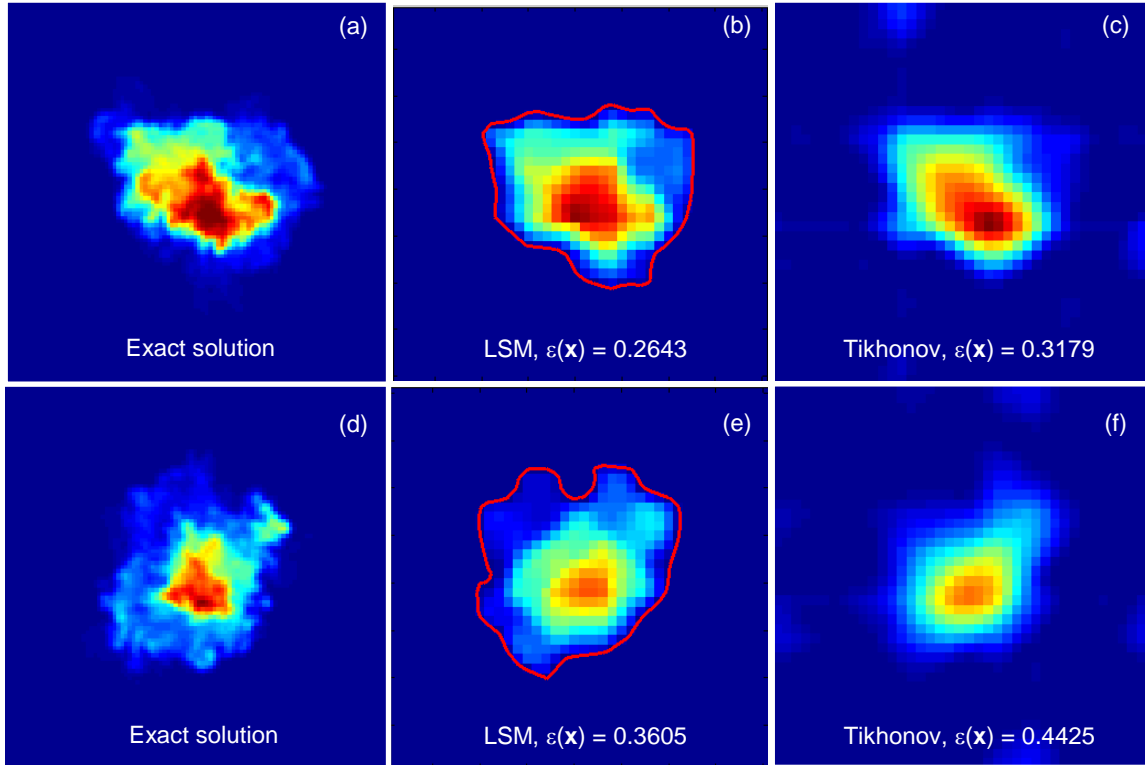 (a)
(b)
(c)
Exact solution
LSM, ε(x) = 0.2643
Tikhonov, ε(x) = 0.3179
(d)
(e)
(f)
Exact solution
LSM, ε(x) = 0.3605
Tikhonov, ε(x) = 0.4425